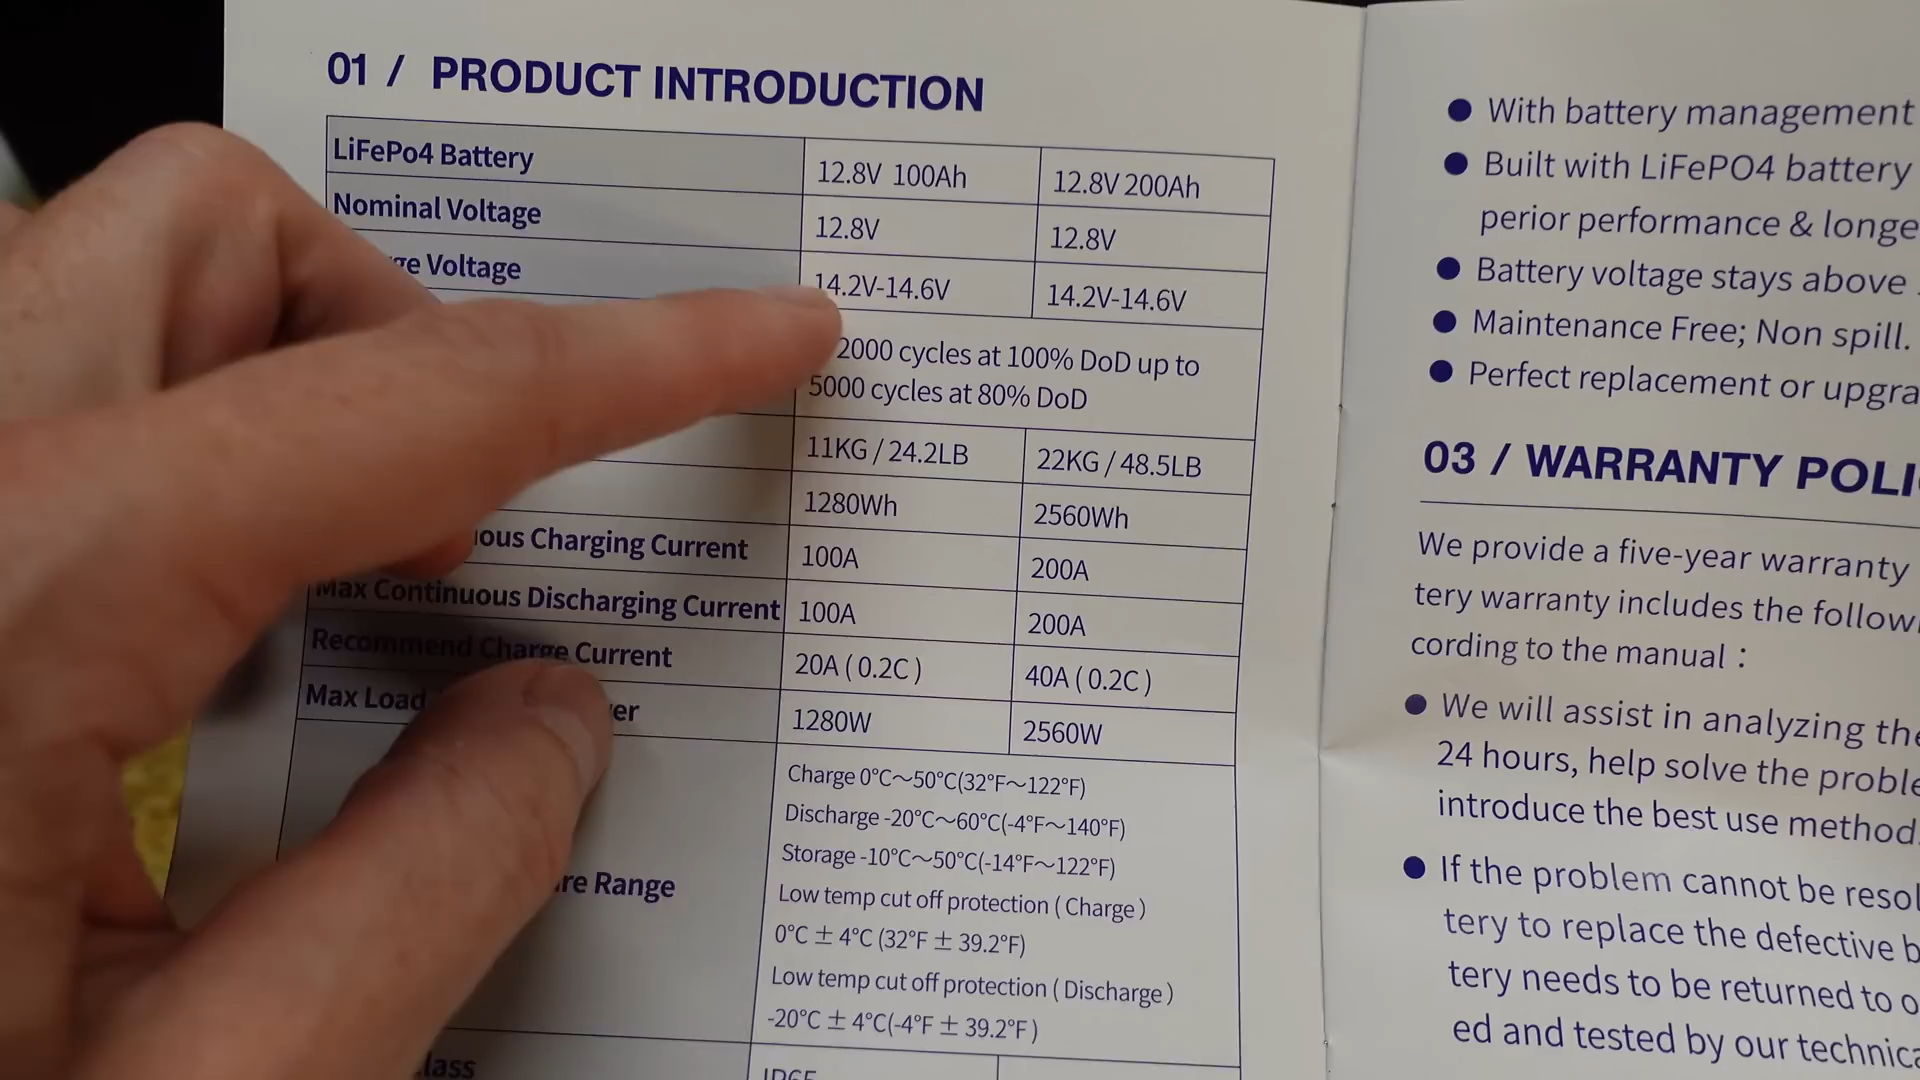 01 / PRODUCT INTRODUCTION
LiFePo4 Battery 12.8V 100Ah 12.8V 200Ah
Nominal Voltage 12.8V 12.8V
Voltage 14.2V-14.6V 14.2V-14.6V
2000 cycles at 100% DoD up to
5000 cycles at 80% DoD
11KG / 24.2LB 22KG / 48.5LB
1280Wh 2560Wh
Charging Current 100A 200A
Max Continuous Discharging Current 100A 200A
Recommend Charge Current 20A ( 0.2C ) 40A ( 0.2C )
Max Load 1280W 2560W
Charge 0°C～50°C(32°F～122°F)
Discharge -20°C～60°C(-4°F～140°F)
Storage -10°C～50°C(-14°F～122°F)
Range
Low temp cut off protection ( Charge )
0°C ± 4°C (32°F ± 39.2°F)
Low temp cut off protection ( Discharge )
-20°C ± 4°C(-4°F ± 39.2°F )
● With battery management
● Built with LiFePO4 battery
perior performance & longe
● Battery voltage stays above
● Maintenance Free; Non spill.
● Perfect replacement or upgra
03 / WARRANTY POLI
We provide a five-year warranty
tery warranty includes the follow
cording to the manual :
● We will assist in analyzing the
24 hours, help solve the proble
introduce the best use method.
● If the problem cannot be resol
tery to replace the defective b
tery needs to be returned to o
ed and tested by our technica